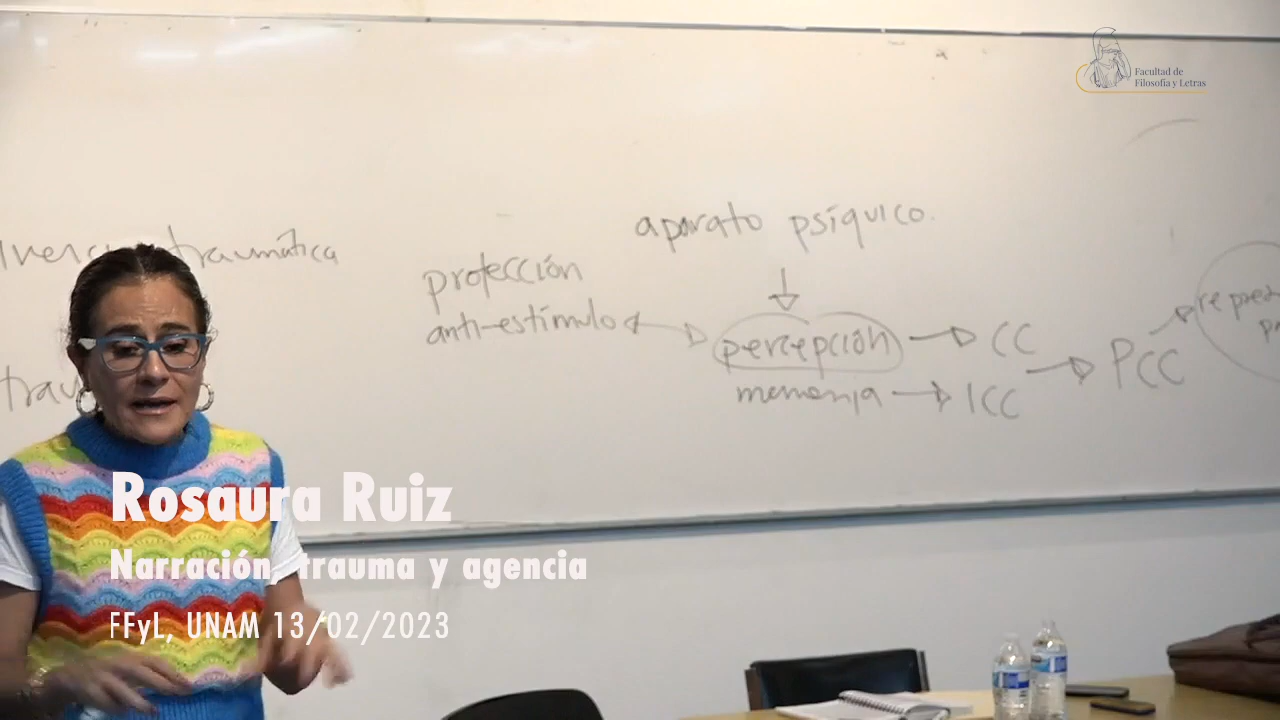 Facultad de
Filosofía y Letras
aparato psíquico.
traumática
protección
anti-estímulo
percepción → CC
memoria → ICC
→ PCC
Rosaura Ruiz
Narración, trauma y agencia
FFyL, UNAM 13/02/2023